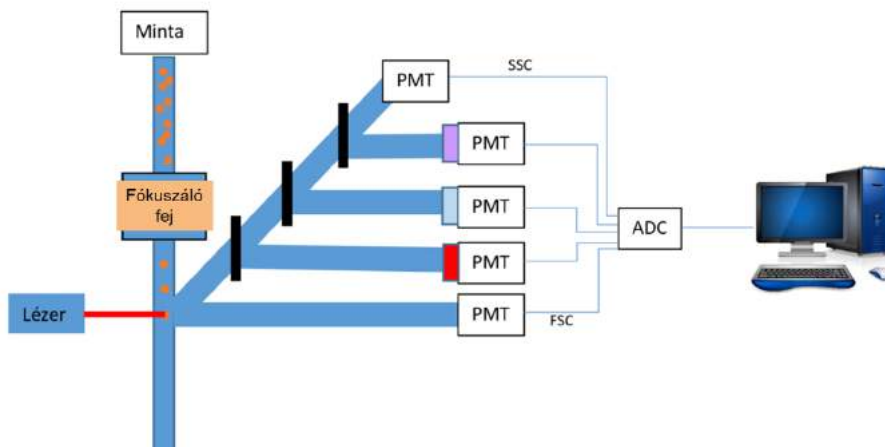 Minta
PMT
SSC
PMT
Fókuszáló
fej
PMT
ADC
PMT
Lézer
PMT
FSC